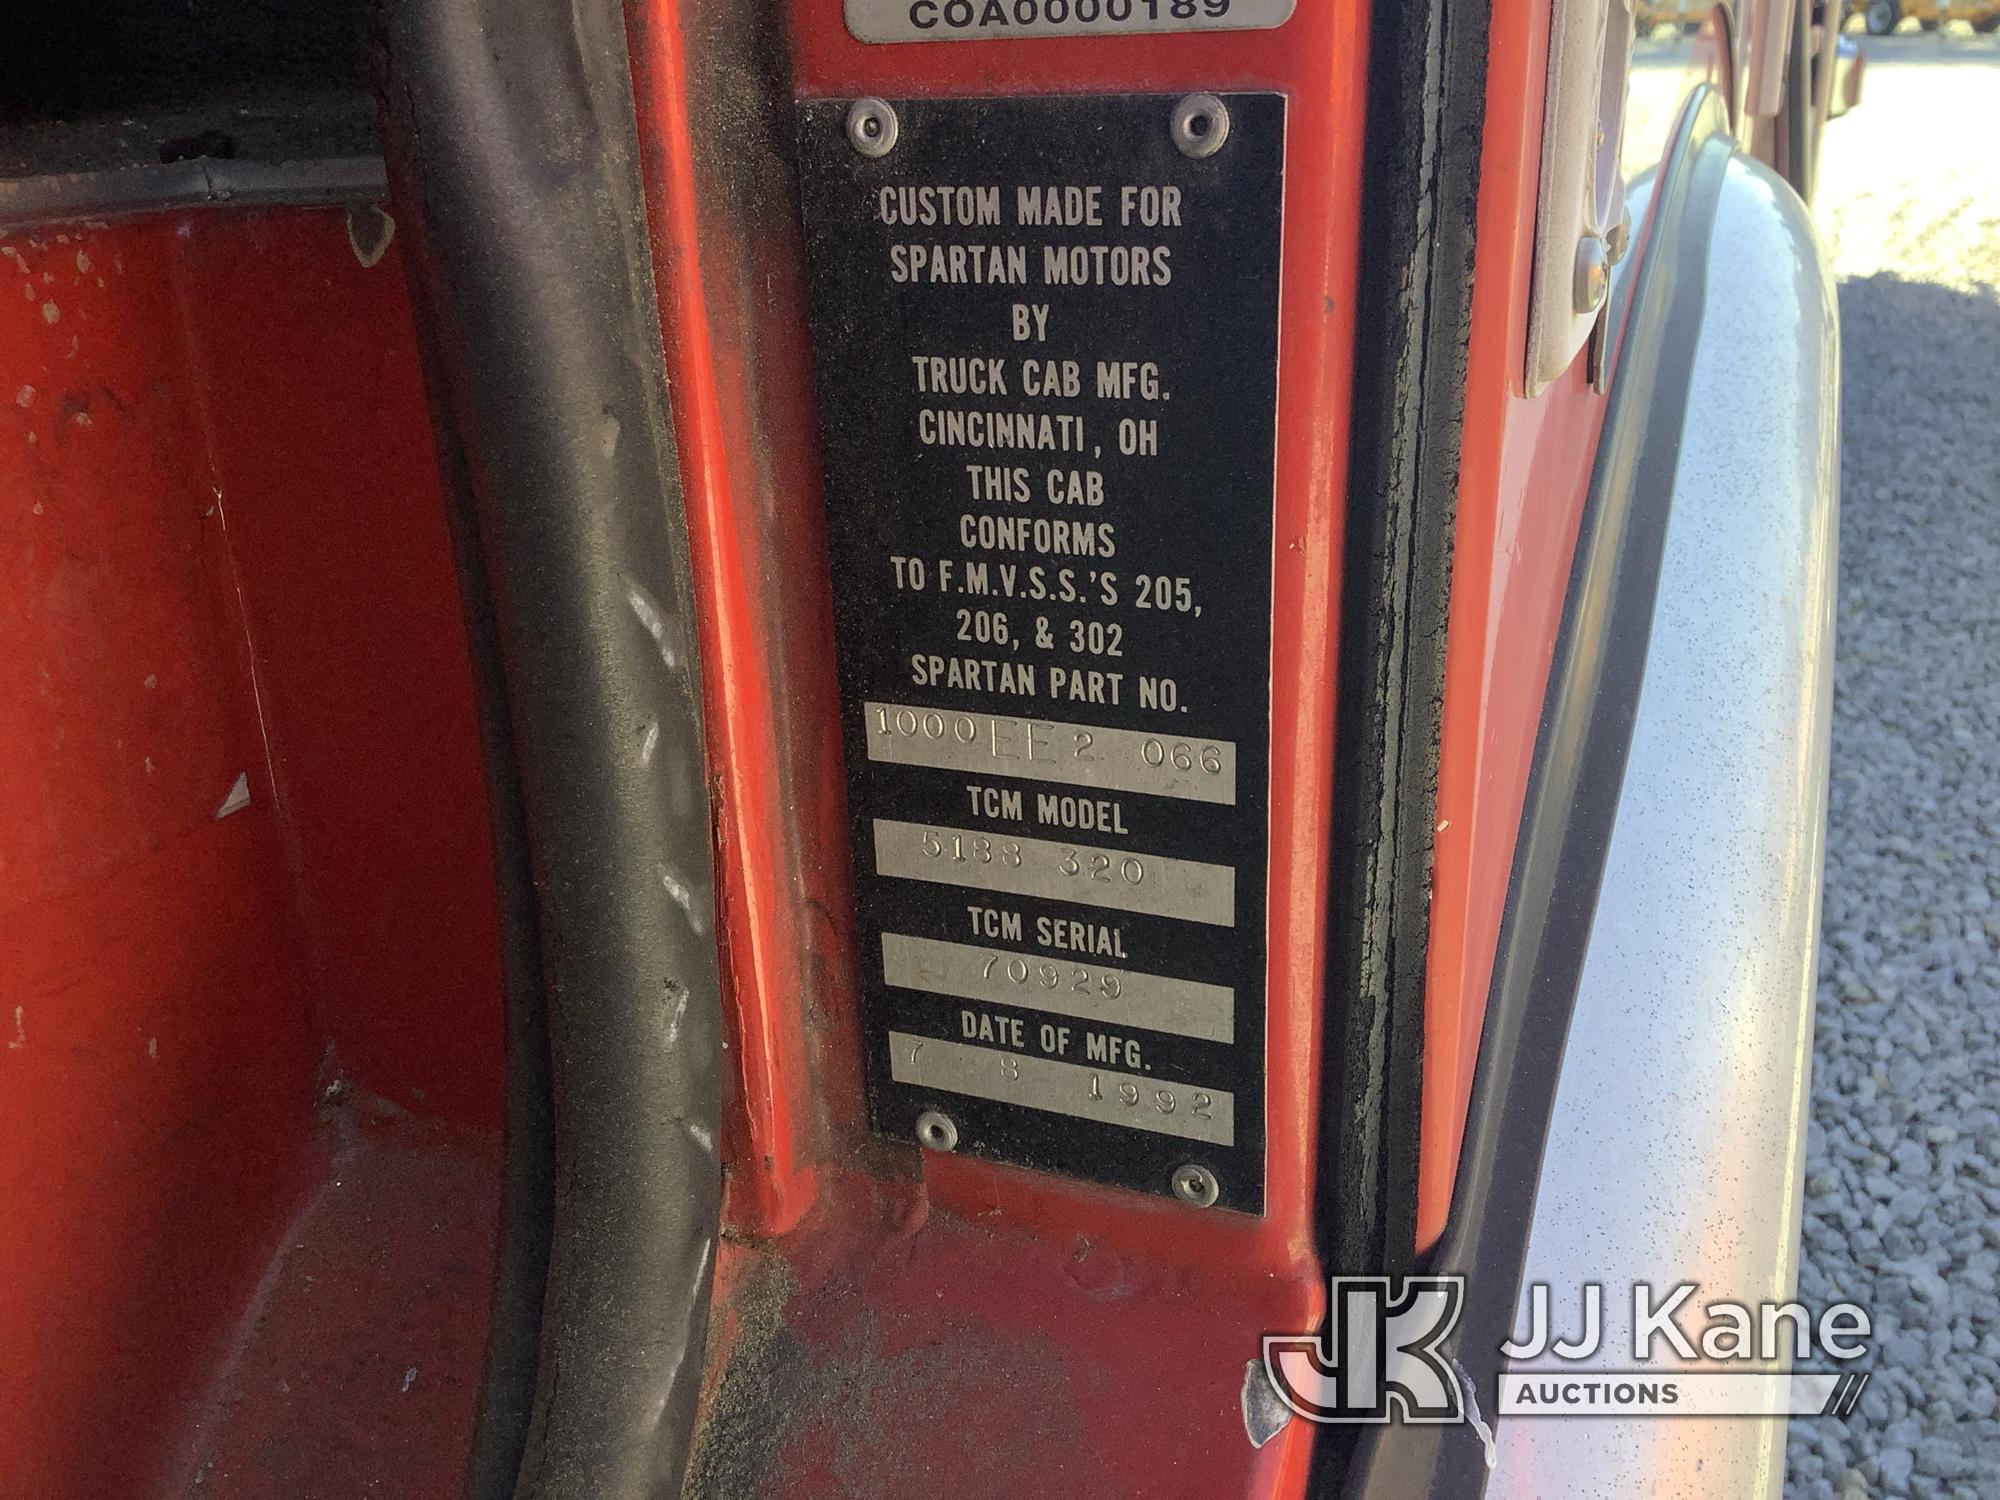 COA0000189
CUSTOM MADE FOR
SPARTAN MOTORS
BY
TRUCK CAB MFG.
CINCINNATI, OH
THIS CAB
CONFORMS
TO F.M.V.S.S.'S 205,
206, & 302
SPARTAN PART NO.
1000EE2 066
TCM MODEL
5188 320
TCM SERIAL
70929
DATE OF MFG.
7 8 1992
JK JJ Kane
AUCTIONS